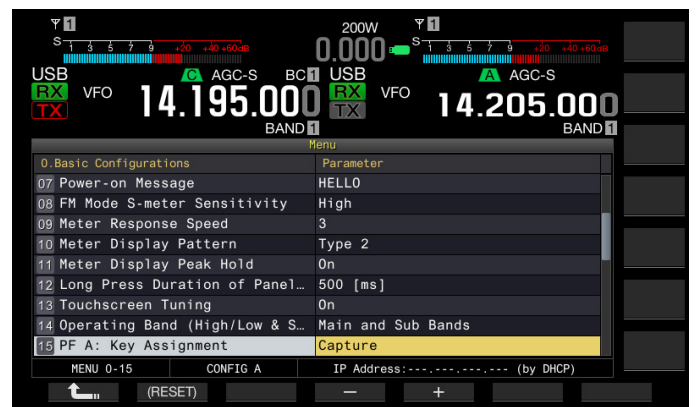 1 200W 1
S 1 3 5 7 9 +20 +40 +60dB 0.000 S 1 3 5 7 9 +20 +40 +60dB
USB C AGC-S BC 1 USB A AGC-S
RX VFO 14.195.000 RX VFO 14.205.000
TX TX
BAND 1 BAND 1
Menu
0.Basic Configurations Parameter
07 Power-on Message HELLO
08 FM Mode S-meter Sensitivity High
09 Meter Response Speed 3
10 Meter Display Pattern Type 2
11 Meter Display Peak Hold On
12 Long Press Duration of Panel… 500 [ms]
13 Touchscreen Tuning On
14 Operating Band (High/Low & S… Main and Sub Bands
15 PF A: Key Assignment Capture
MENU 0-15 CONFIG A IP Address:---.---.---.--- (by DHCP)
(RESET) − +